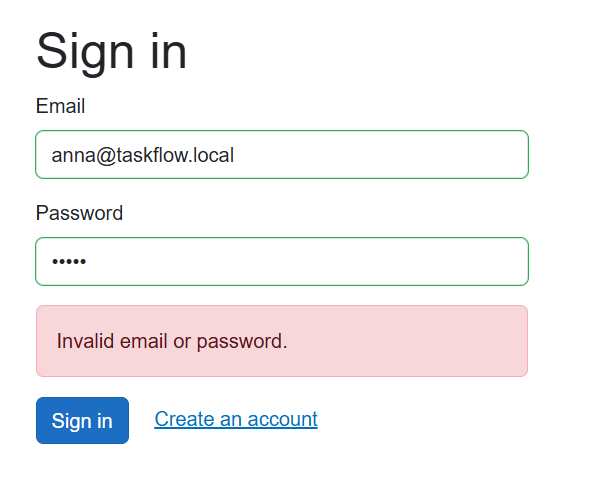 Sign in
Email
anna@taskflow.local
Password
•••••
Invalid email or password.
Sign in Create an account